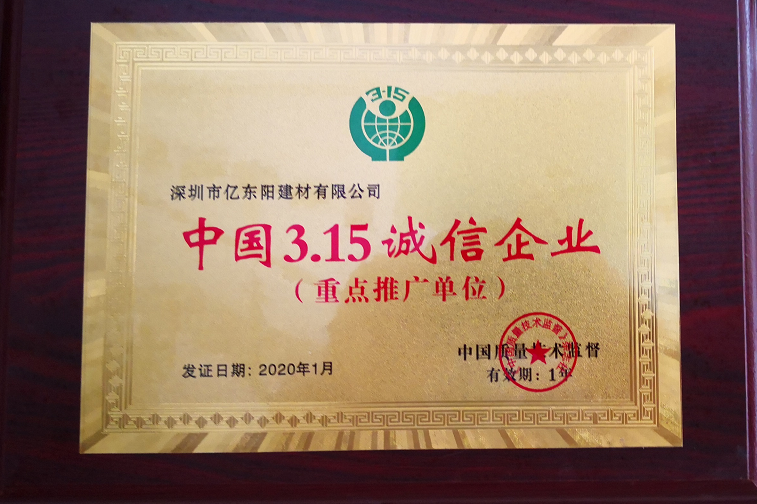 3·15
深圳市亿东阳建材有限公司
中国3.15诚信企业
（重点推广单位）
中国质量技术监督
发证日期：2020年1月
有效期：1年